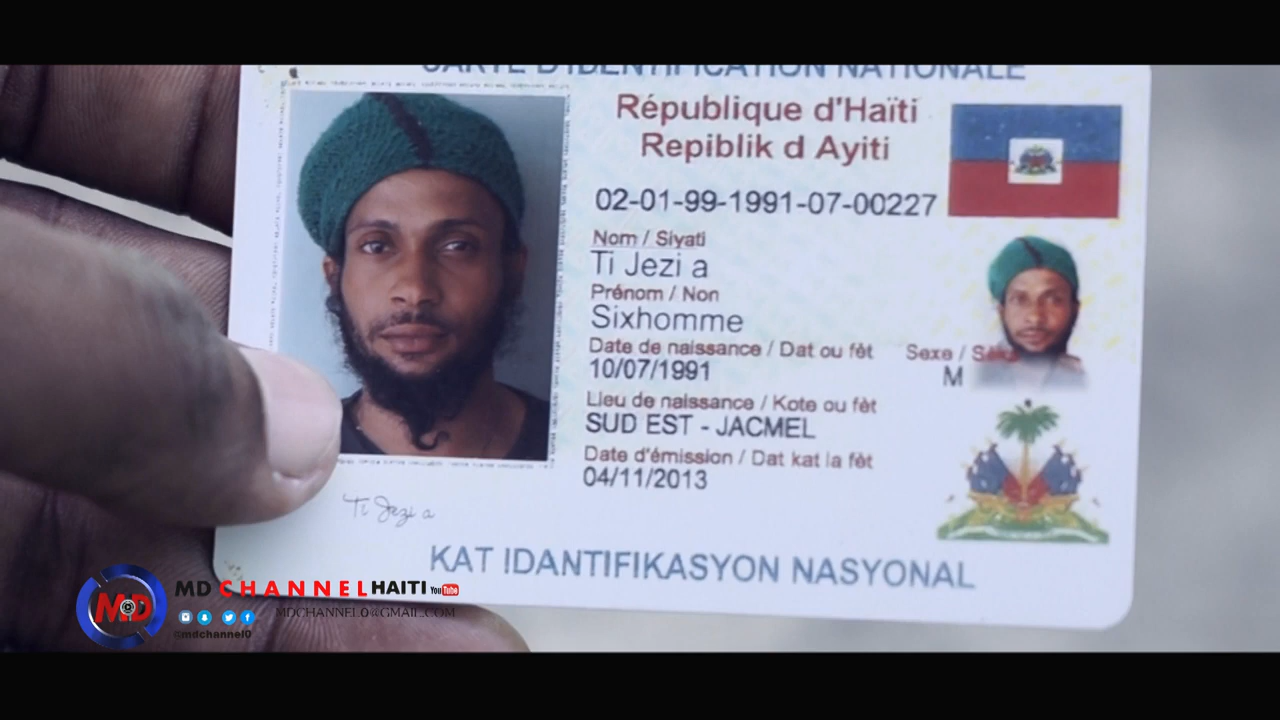 CARTE D'IDENTIFICATION NATIONALE
République d'Haïti
Repiblik d Ayiti
02-01-99-1991-07-00227
Nom / Siyati
Ti Jezi a
Prénom / Non
Sixhomme
Date de naissance / Dat ou fèt
Sexe / Sèks
10/07/1991
M
Lieu de naissance / Kote ou fèt
SUD EST - JACMEL
Date d'émission / Dat kat la fèt
04/11/2013
Ti Jezi a
KAT IDANTIFIKASYON NASYONAL
MD
MD CHANNEL HAITI YouTube
MDCHANNEL0@GMAIL.COM
@mdchannel0